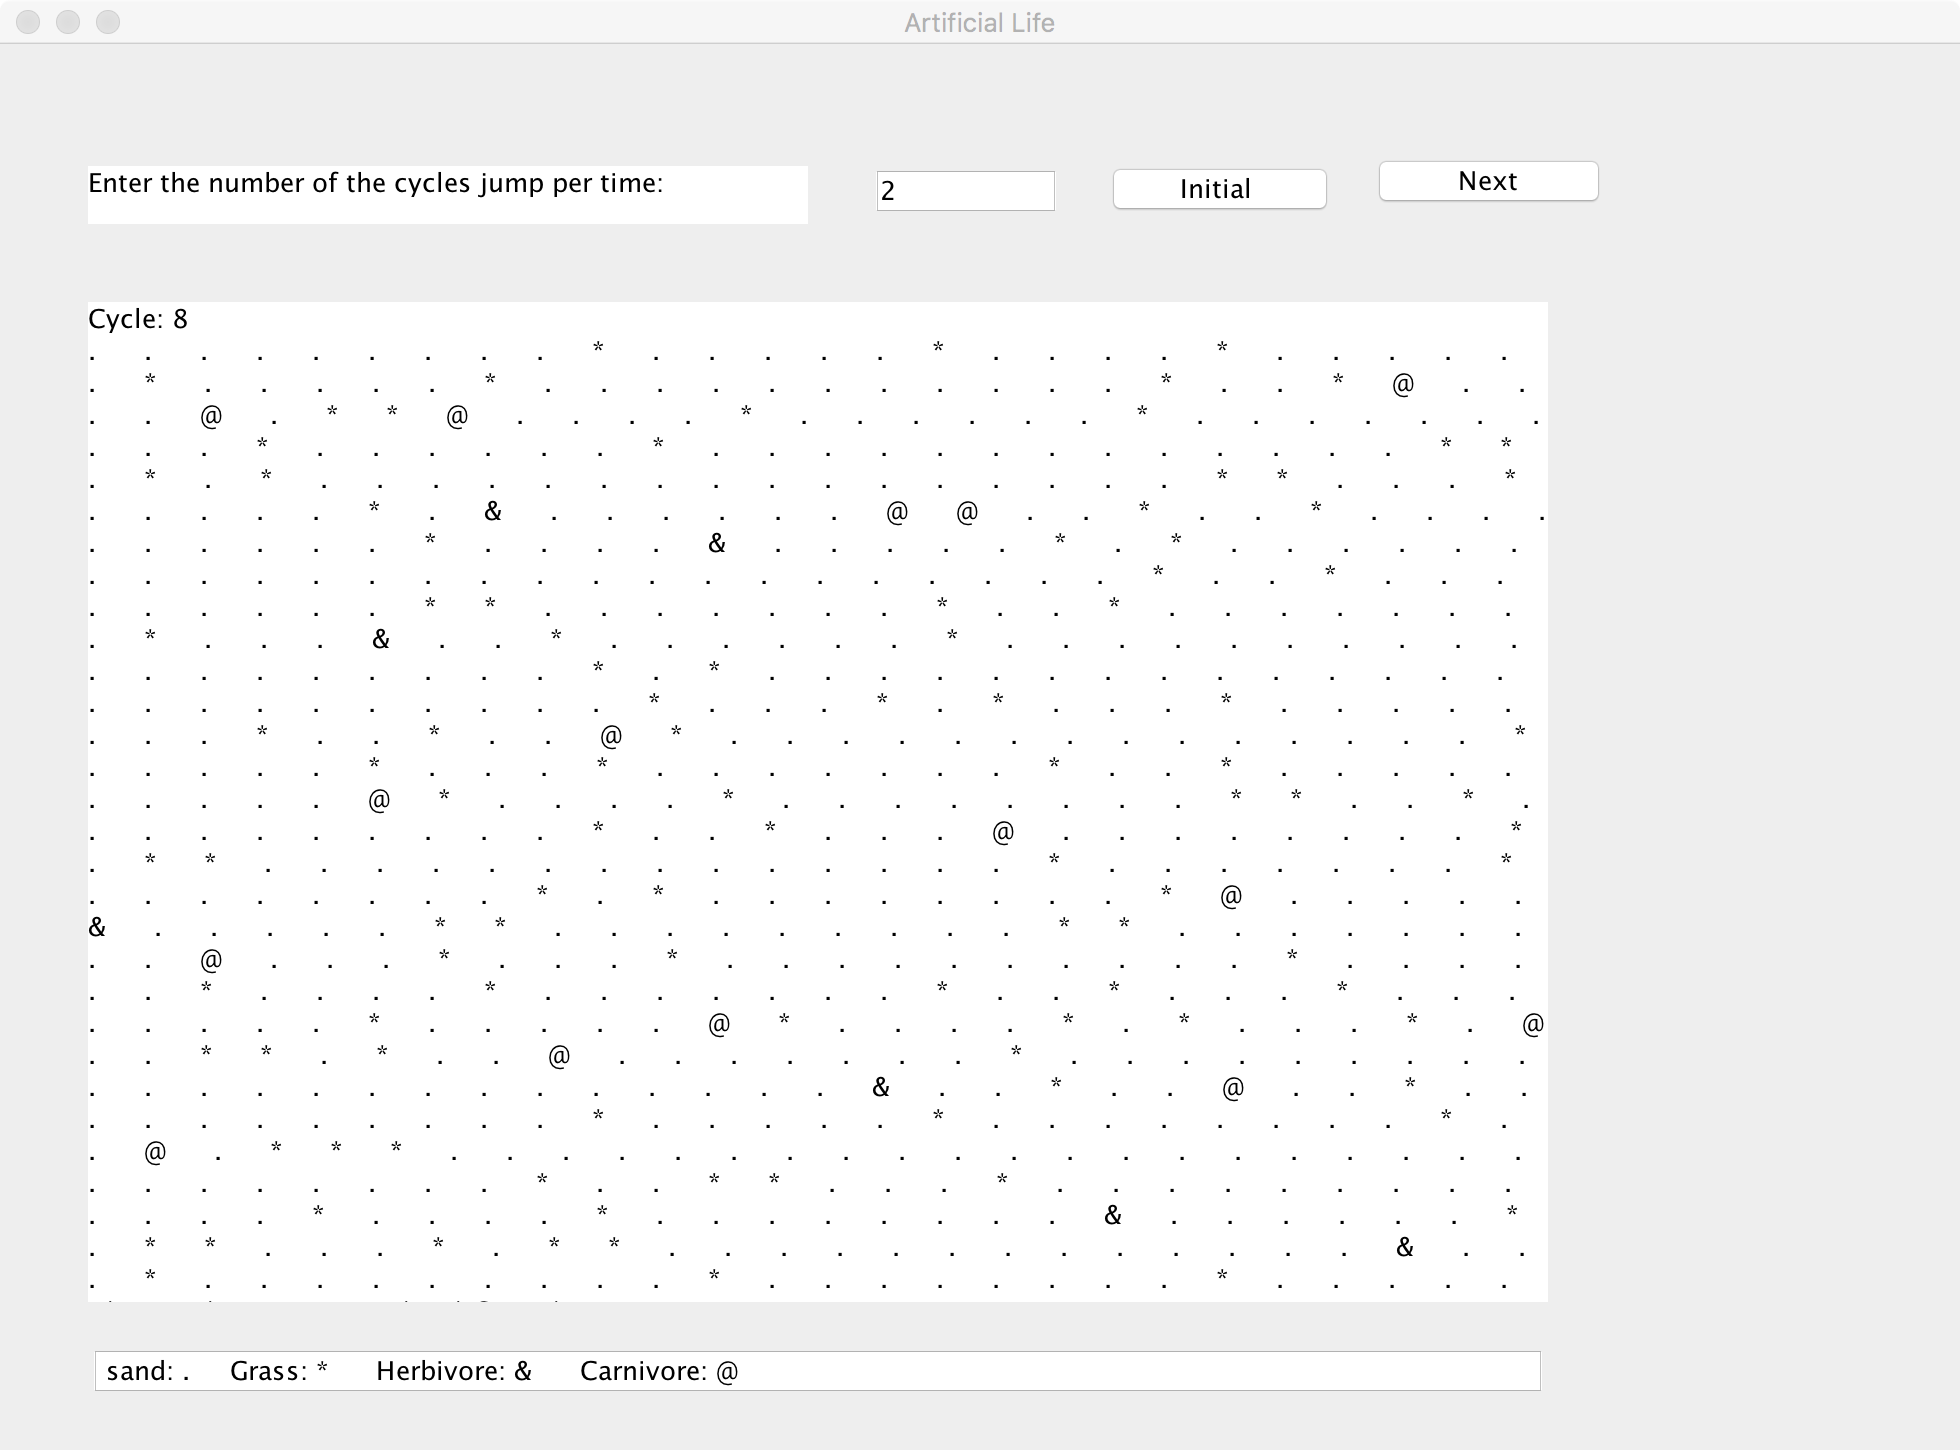 Artificial Life
Enter the number of the cycles jump per time:
2
Initial
Next
Cycle: 8
. . . . . . . . . * . . . . . * . . . . * . . . . .
. * . . . . . * . . . . . . . . . . . * . . * @ . .
. . @ . * * @ . . . . * . . . . . . * . . . . . . .
. . . * . . . . . . * . . . . . . . . . . . . . * *
. * . * . . . . . . . . . . . . . . . . * * . . . *
. . . . . * . & . . . . . . @ @ . . * . . * . . . .
. . . . . . * . . . . & . . . . . * . * . . . . . .
. . . . . . . . . . . . . . . . . . . * . . * . . .
. . . . . . * * . . . . . . . * . . * . . . . . . .
. * . . . & . . * . . . . . . * . . . . . . . . . .
. . . . . . . . . * . * . . . . . . . . . . . . . .
. . . . . . . . . . * . . . * . * . . . * . . . . .
. . . * . . * . . @ * . . . . . . . . . . . . . . *
. . . . . * . . . * . . . . . . . * . . * . . . . .
. . . . . @ * . . . . * . . . . . . . . * * . . * .
. . . . . . . . . * . . * . . . @ . . . . . . . . *
. * * . . . . . . . . . . . . . . * . . . . . . . *
. . . . . . . . * . * . . . . . . . . * @ . . . . .
& . . . . . * * . . . . . . . . . * * . . . . . . .
. . @ . . . * . . . * . . . . . . . . . . * . . . .
. . * . . . . * . . . . . . . * . . * . . . * . . .
. . . . . * . . . . . @ * . . . . * . * . . . * . @
. . * * . * . . @ . . . . . . . * . . . . . . . . .
. . . . . . . . . . . . . . & . . * . . @ . . * . .
. . . . . . . . . * . . . . . * . . . . . . . . * .
. @ . * * * . . . . . . . . . . . . . . . . . . . .
. . . . . . . . * . . * * . . . * . . . . . . . . .
. . . . * . . . . * . . . . . . . . & . . . . . . *
. * * . . . * . * * . . . . . . . . . . . . . & . .
. * . . . . . . . . . * . . . . . . . . * . . . . .
sand: . Grass: * Herbivore: & Carnivore: @